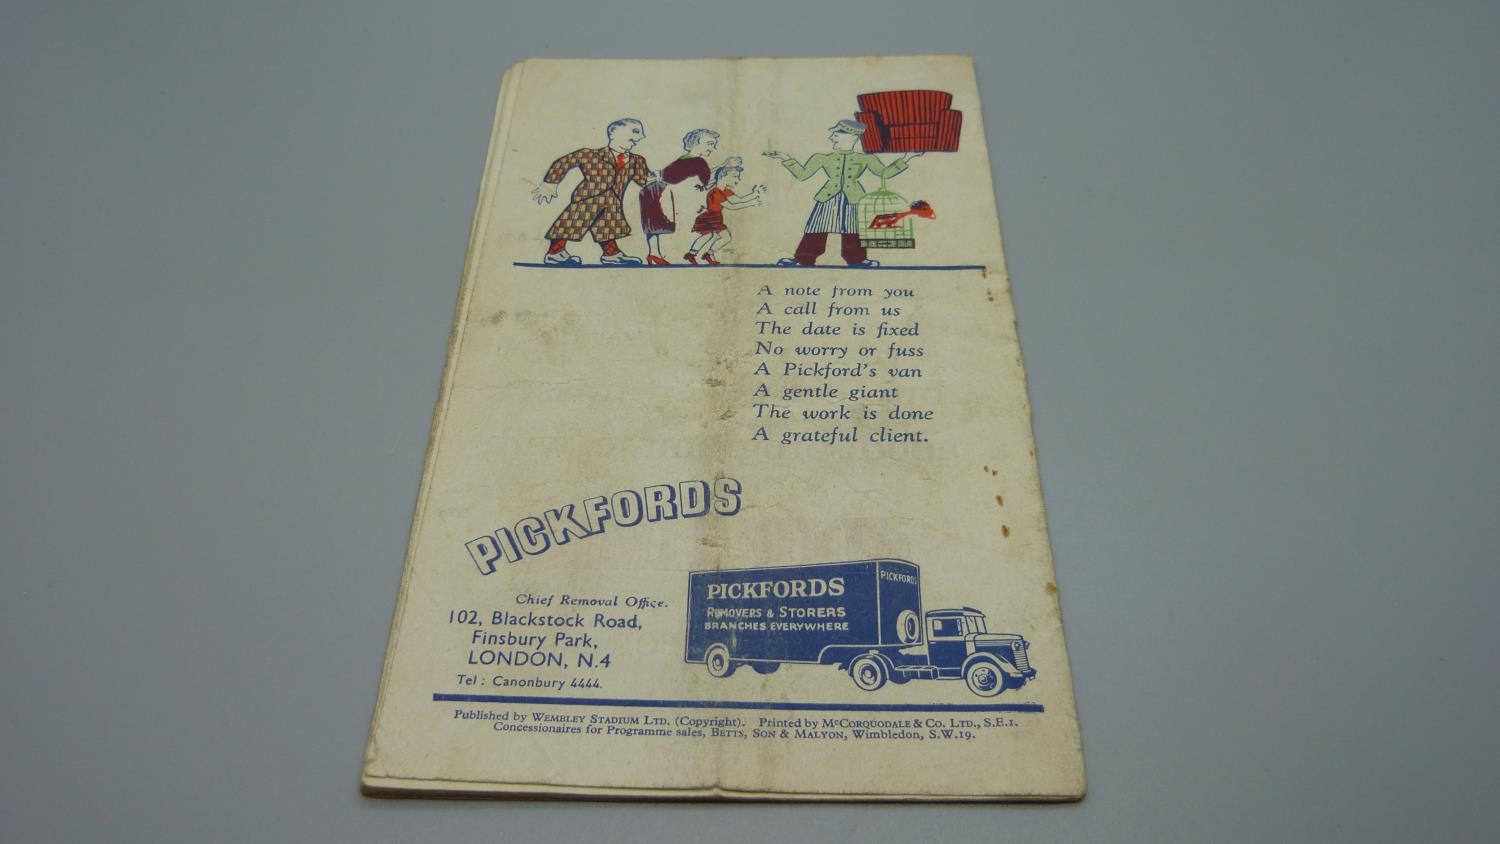 A note from you
A call from us
The date is fixed
No worry or fuss
A Pickford's van
A gentle giant
The work is done
A grateful client.
PICKFORDS
Chief Removal Office.
102, Blackstock Road,
Finsbury Park,
LONDON, N.4
Tel : Canonbury 4444.
PICKFORDS
REMOVERS & STORERS
BRANCHES EVERYWHERE
PICKFORDS
Published by WEMBLEY STADIUM LTD. (Copyright). Printed by McCORQUODALE & CO. LTD., S.E.1.
Concessionaires for Programme sales, BETTS, SON & MALYON, Wimbledon, S.W.19.